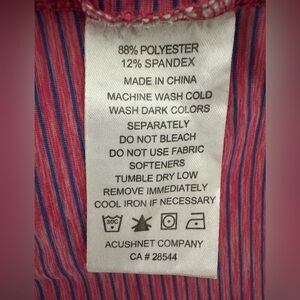 88% POLYESTER
12% SPANDEX
MADE IN CHINA
MACHINE WASH COLD
WASH DARK COLORS
SEPARATELY
DO NOT BLEACH
DO NOT USE FABRIC
SOFTENERS
TUMBLE DRY LOW
REMOVE IMMEDIATELY
COOL IRON IF NECESSARY
30C
ACUSHNET COMPANY
CA # 28544